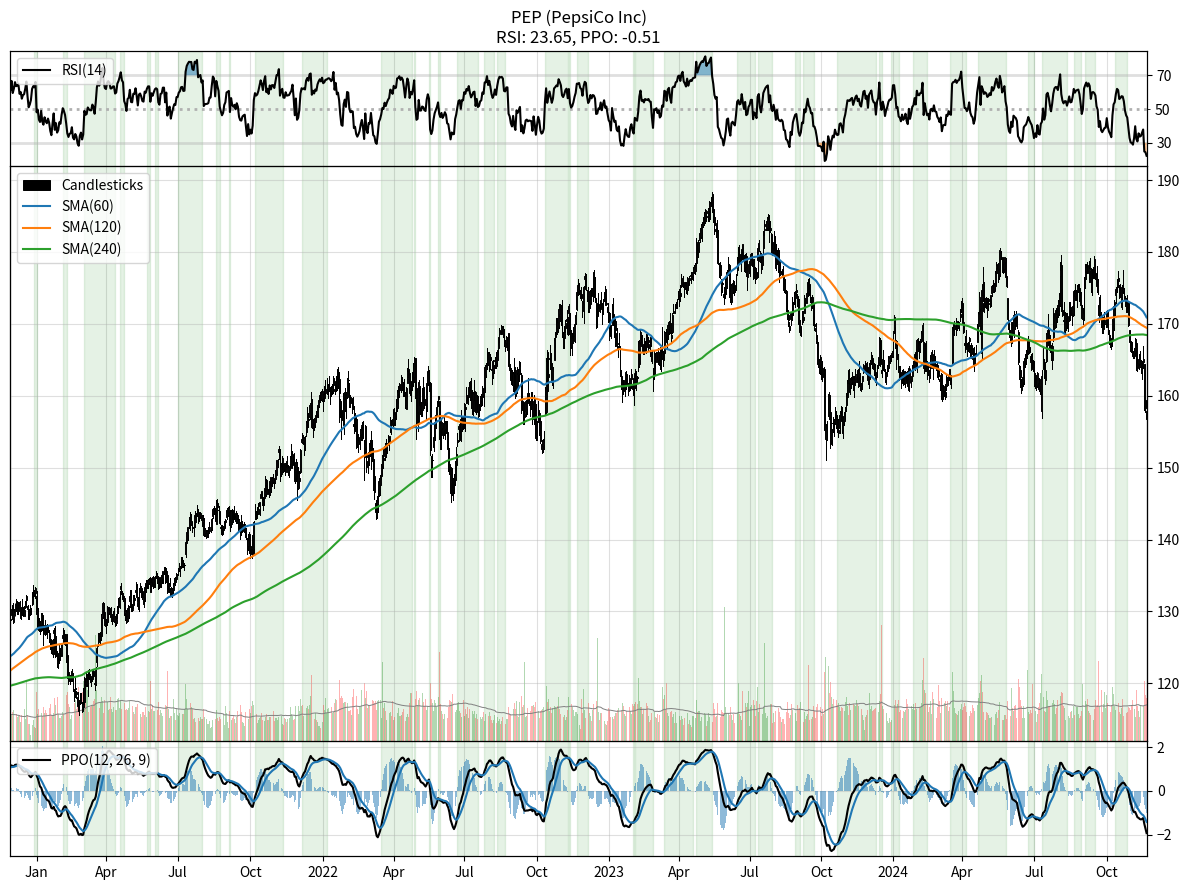 PEP (PepsiCo Inc)
RSI: 23.65, PPO: -0.51
RSI(14)
70
50
30
Candlesticks
SMA(60)
SMA(120)
SMA(240)
190
180
170
160
150
140
130
120
PPO(12, 26, 9)
2
0
−2
Jan Apr Jul Oct 2022 Apr Jul Oct 2023 Apr Jul Oct 2024 Apr Jul Oct